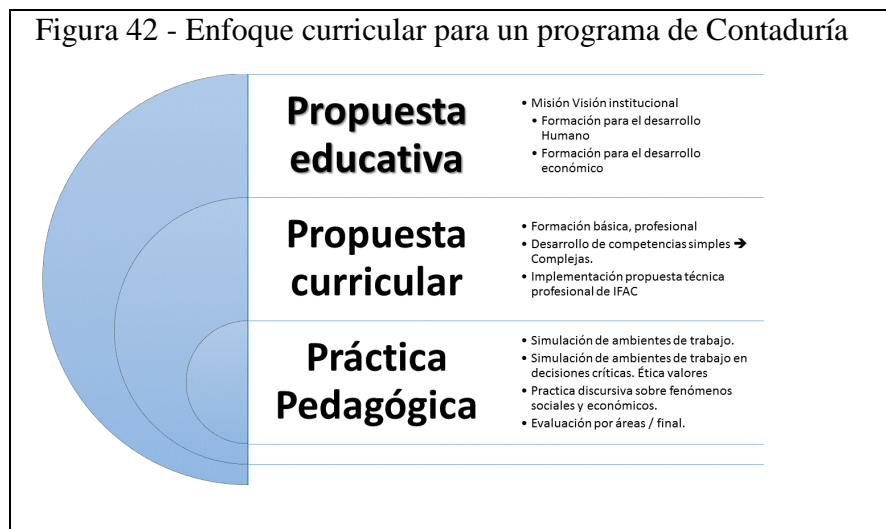 Figura 42 - Enfoque curricular para un programa de Contaduría
Propuesta
educativa
• Misión Visión institucional
• Formación para el desarrollo
Humano
• Formación para el desarrollo
económico
Propuesta
curricular
• Formación básica, profesional
• Desarrollo de competencias simples ➔
Complejas.
• Implementación propuesta técnica
profesional de IFAC
Práctica
Pedagógica
• Simulación de ambientes de trabajo.
• Simulación de ambientes de trabajo en
decisiones críticas. Ética valores
• Practica discursiva sobre fenómenos
sociales y económicos.
• Evaluación por áreas / final.